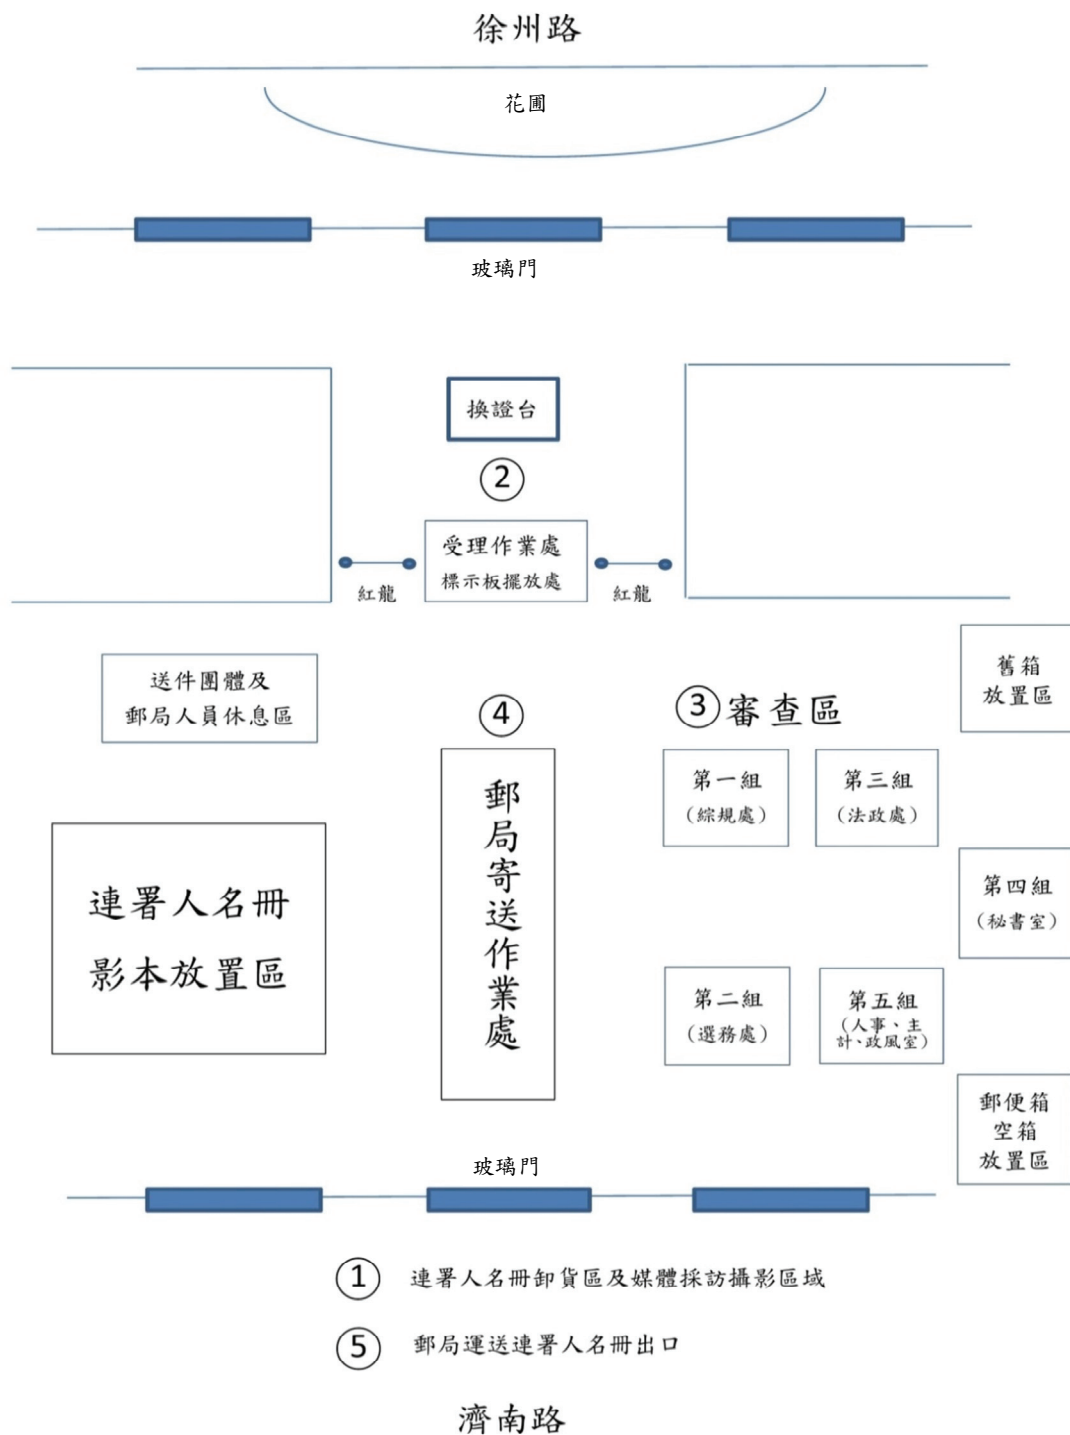 徐州路
花圃
玻璃門
換證台
②
受理作業處
標示板擺放處
紅龍
紅龍
送件團體及
郵局人員休息區
④
③審查區
舊箱
放置區
郵局寄送作業處
第一組
（綜規處）
第三組
（法政處）
連署人名冊
影本放置區
第四組
（秘書室）
第二組
（選務處）
第五組
（人事、主
計、政風室）
郵便箱
空箱
放置區
玻璃門
① 連署人名冊卸貨區及媒體採訪攝影區域
⑤ 郵局運送連署人名冊出口
濟南路